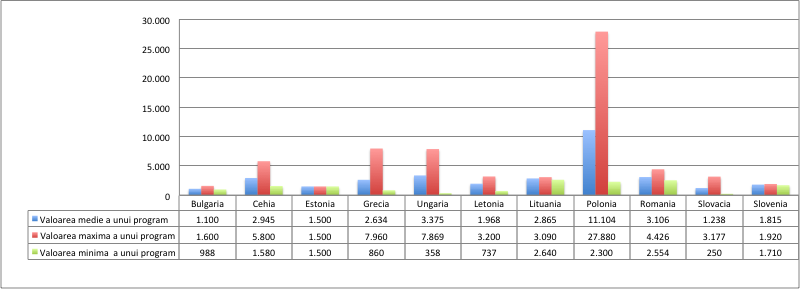 30.000
25.000
20.000
15.000
10.000
5.000
0
Bulgaria Cehia Estonia Grecia Ungaria Letonia Lituania Polonia Romania Slovacia Slovenia
Valoarea medie a unui program 1.100 2.945 1.500 2.634 3.375 1.968 2.865 11.104 3.106 1.238 1.815
Valoarea maxima a unui program 1.600 5.800 1.500 7.960 7.869 3.200 3.090 27.880 4.426 3.177 1.920
Valoarea minima a unui program 988 1.580 1.500 860 358 737 2.640 2.300 2.554 250 1.710